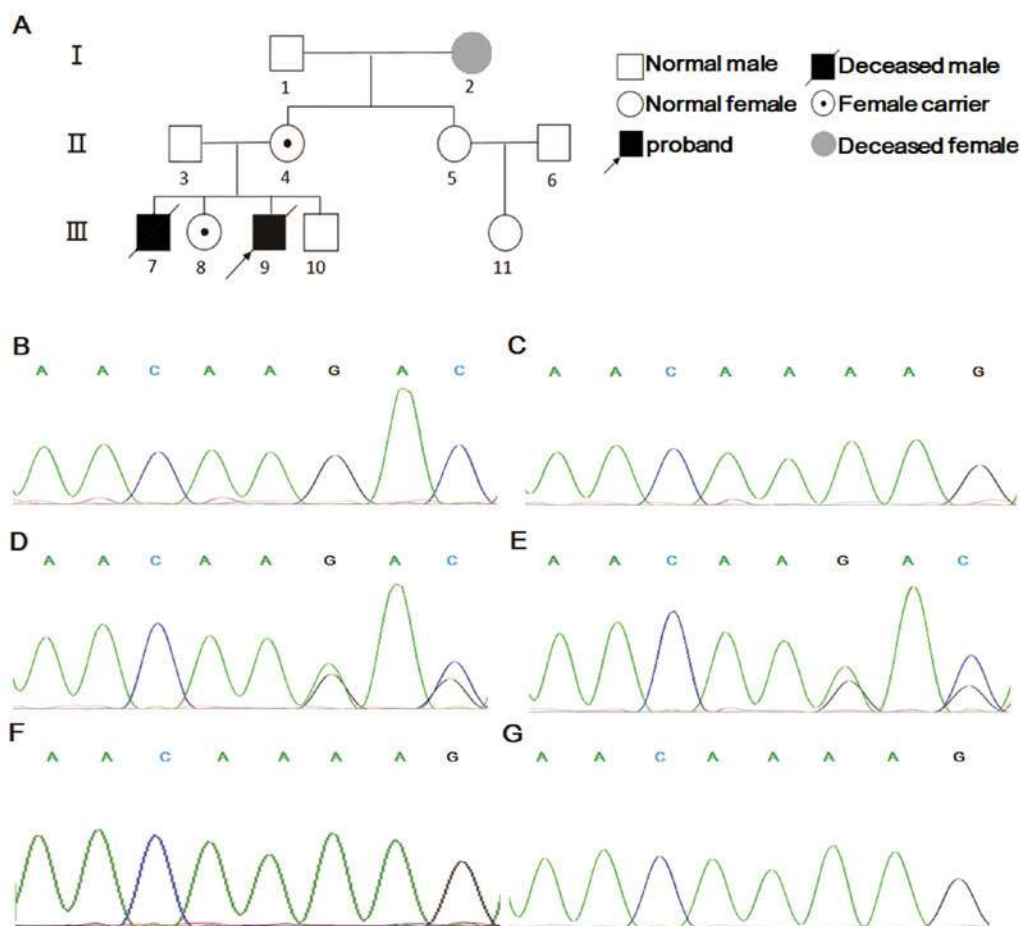 A
I
1
2
Normal male
Deceased male
Normal female
Female carrier
proband
Deceased female
II
3
4
5
6
III
7
8
9
10
11
B
A A C A A G A C
C
A A C A A A A G
D
A A C A A G A C
E
A A C A A G A C
F
A A C A A A A G
G
A A C A A A A G